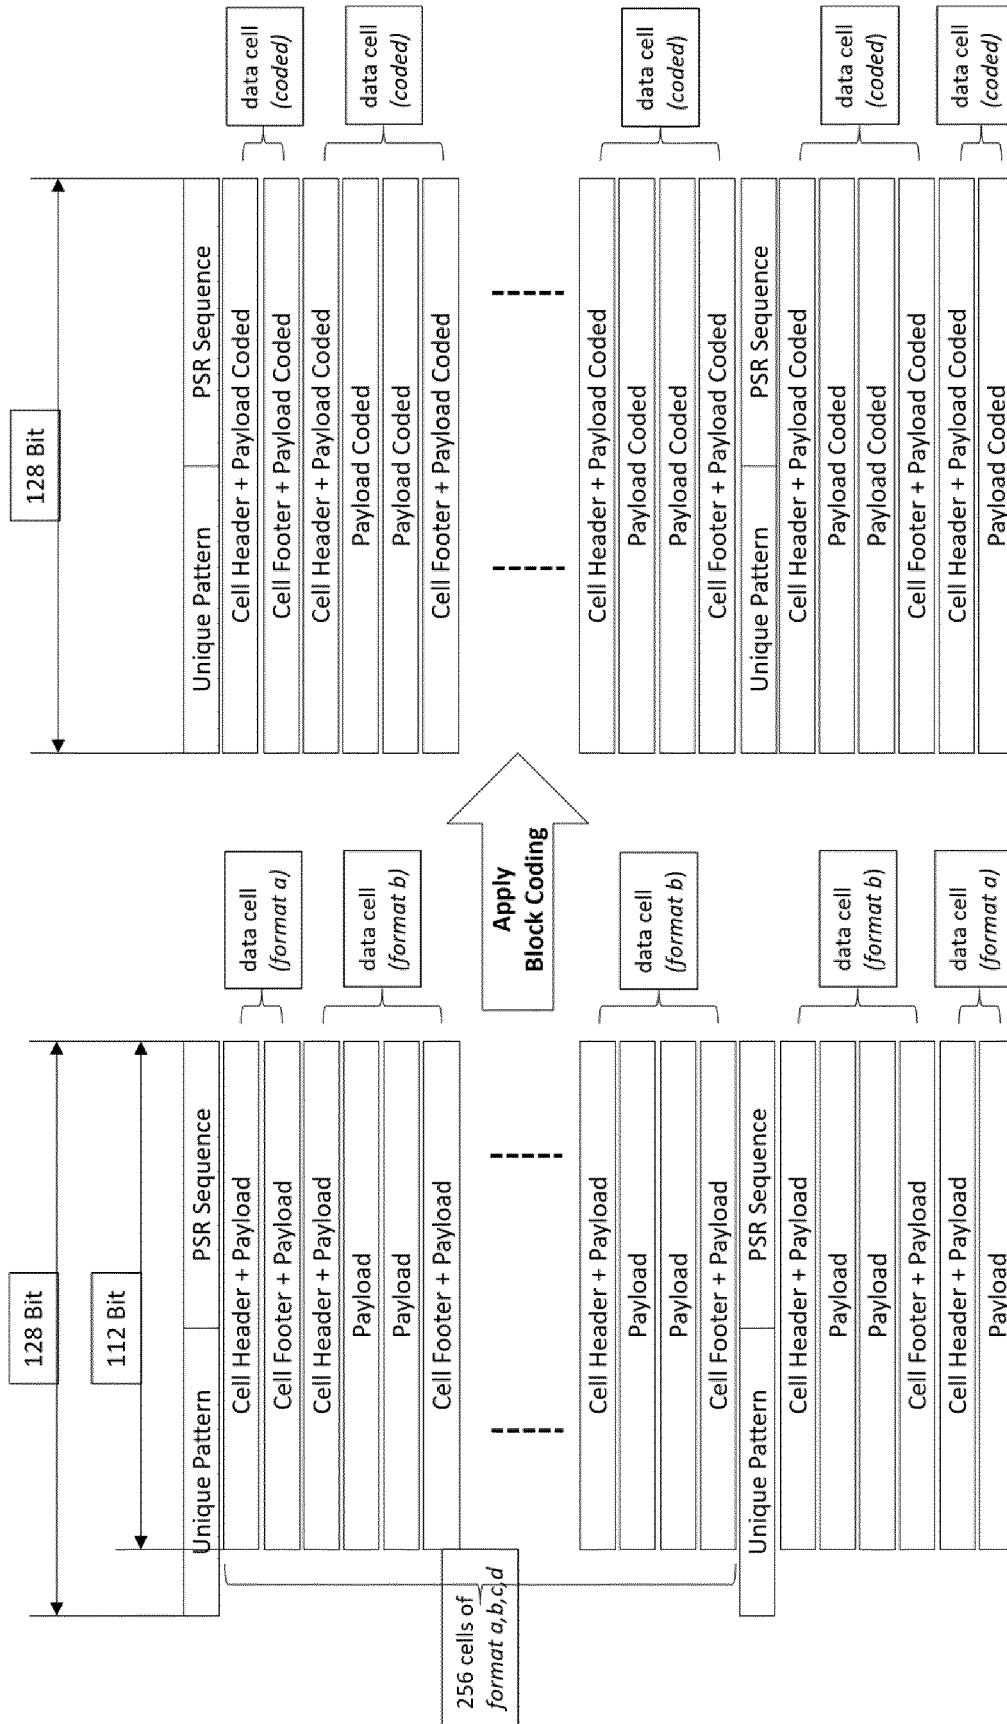 128 Bit
112 Bit
Unique Pattern
PSR Sequence
Cell Header + Payload
Cell Footer + Payload
Cell Header + Payload
Payload
Payload
Cell Footer + Payload
Cell Header + Payload
Payload
Payload
Cell Footer + Payload
Unique Pattern
PSR Sequence
Cell Header + Payload
Payload
Payload
Cell Footer + Payload
Cell Header + Payload
Payload
256 cells of
format a,b,c,d
data cell
(format a)
data cell
(format b)
data cell
(format b)
data cell
(format b)
data cell
(format a)
Apply
Block Coding
128 Bit
Unique Pattern
PSR Sequence
Cell Header + Payload Coded
Cell Footer + Payload Coded
Cell Header + Payload Coded
Payload Coded
Payload Coded
Cell Footer + Payload Coded
Cell Header + Payload Coded
Payload Coded
Payload Coded
Cell Footer + Payload Coded
Unique Pattern
PSR Sequence
Cell Header + Payload Coded
Payload Coded
Payload Coded
Cell Footer + Payload Coded
Cell Header + Payload Coded
Payload Coded
data cell
(coded)
data cell
(coded)
data cell
(coded)
data cell
(coded)
data cell
(coded)